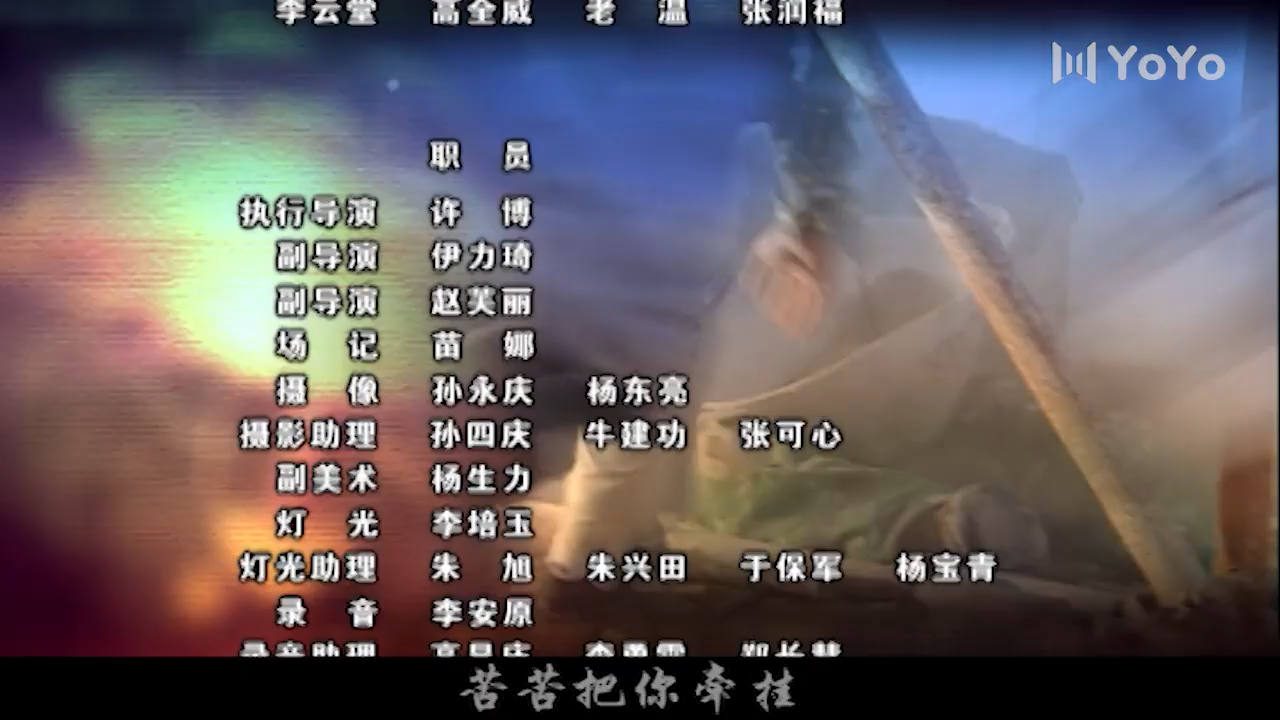 李云堂 高全威 老温 张润福
YoYo
职员
执行导演 许博
副导演 伊力琦
副导演 赵芙丽
场记 苗娜
摄像 孙永庆 杨东亮
摄影助理 孙四庆 牛建功 张可心
副美术 杨生力
灯光 李培玉
灯光助理 朱旭 朱兴田 于保军 杨宝青
录音 李安原
录音助理
苦苦把你牵挂